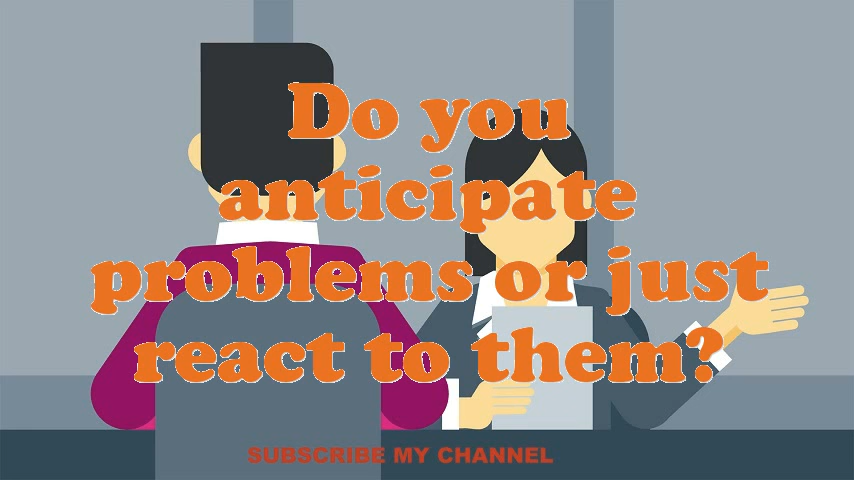 Do you
anticipate
problems or just
react to them?
SUBSCRIBE MY CHANNEL